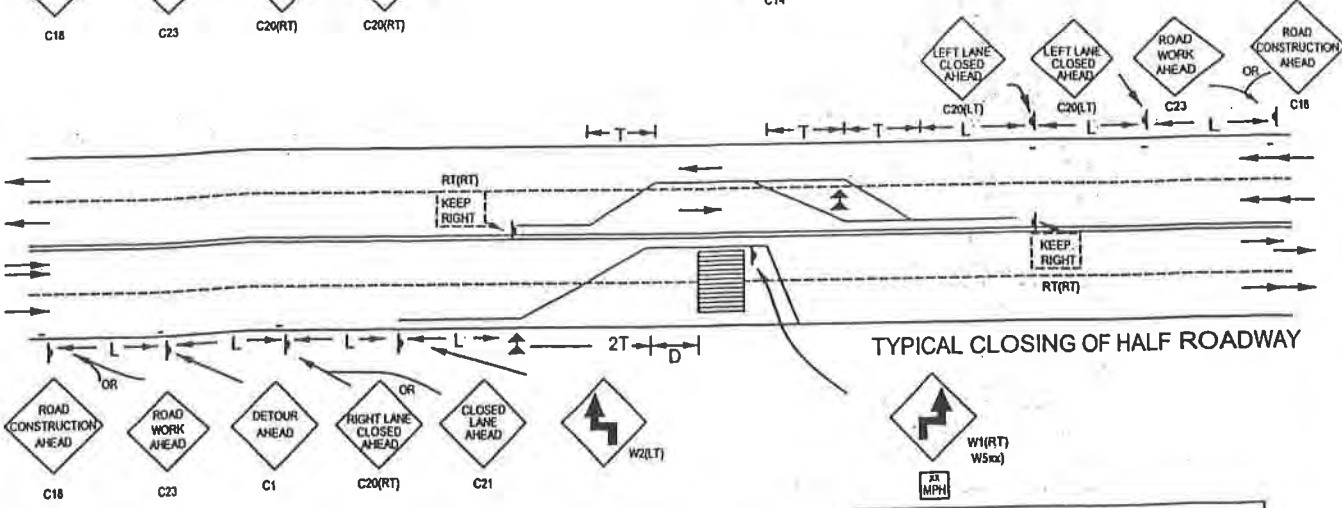 C18
C23
C20(RT)
C20(RT)
C14
LEFT LANE
CLOSED
AHEAD
C20(LT)
LEFT LANE
CLOSED
AHEAD
C20(LT)
ROAD
WORK
AHEAD
C23
OR
ROAD
CONSTRUCTION
AHEAD
C18
T
T
T
L
L
L
RT(RT)
KEEP
RIGHT
KEEP
RIGHT
RT(RT)
L
L
L
L
2T
D
TYPICAL CLOSING OF HALF ROADWAY
OR
OR
ROAD
CONSTRUCTION
AHEAD
C18
ROAD
WORK
AHEAD
C23
DETOUR
AHEAD
C1
RIGHT LANE
CLOSED
AHEAD
C20(RT)
CLOSED
LANE
AHEAD
C21
W2(LT)
W1(RT)
W5xx)
XX
MPH